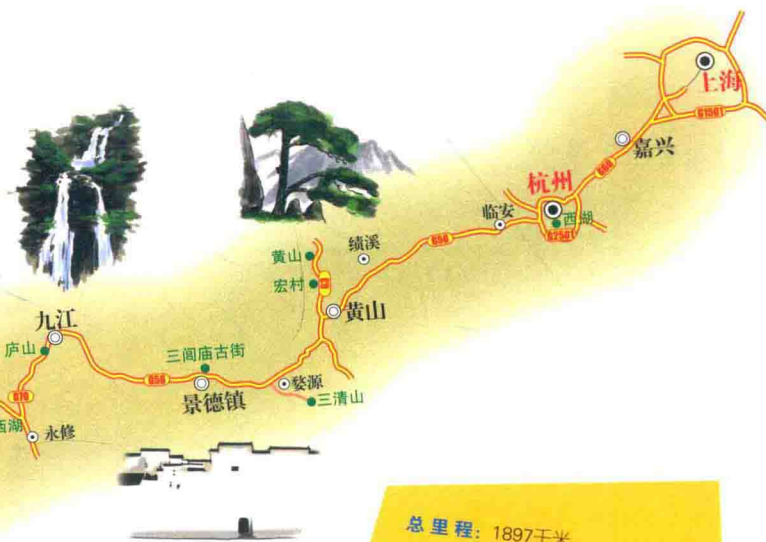 上海
G1501
嘉兴
G60
杭州
西湖
G2501
临安
G56
绩溪
黄山
宏村
黄山
九江
庐山
三闾庙古街
G56
景德镇
婺源
三清山
G70
西湖
永修
总里程：1897千米